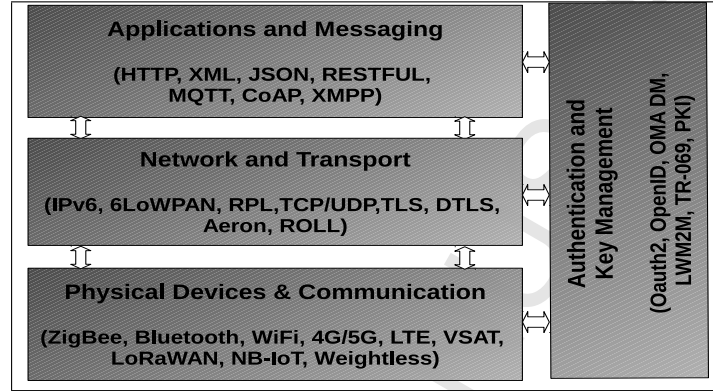 Applications and Messaging
(HTTP, XML, JSON, RESTFUL,
MQTT, CoAP, XMPP)
Network and Transport
(IPv6, 6LoWPAN, RPL,TCP/UDP,TLS, DTLS,
Aeron, ROLL)
Physical Devices & Communication
(ZigBee, Bluetooth, WiFi, 4G/5G, LTE, VSAT,
LoRaWAN, NB-IoT, Weightless)
Authentication and
Key Management
(Oauth2, OpenID, OMA DM,
LWM2M, TR-069, PKI)